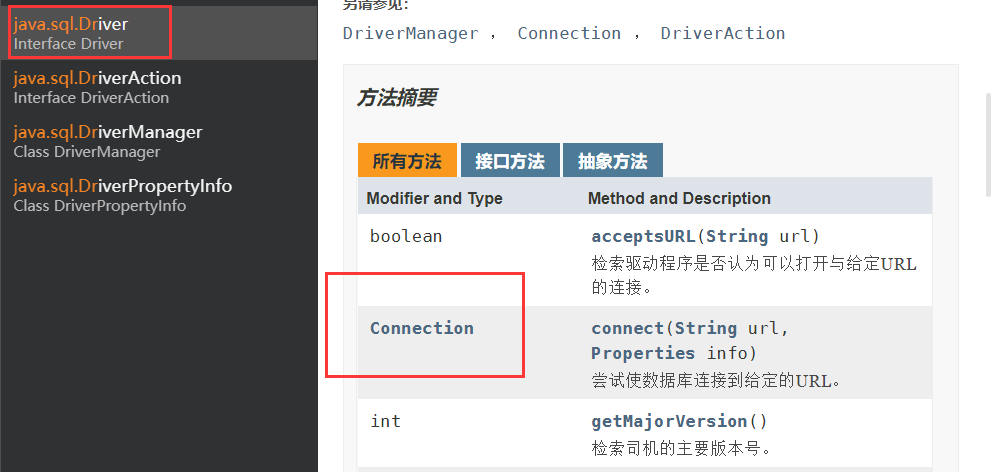 java.sql.Driver
Interface Driver
java.sql.DriverAction
Interface DriverAction
java.sql.DriverManager
Class DriverManager
java.sql.DriverPropertyInfo
Class DriverPropertyInfo
另请参见:
DriverManager , Connection , DriverAction
方法摘要
所有方法 接口方法 抽象方法
Modifier and Type Method and Description
boolean acceptsURL(String url)
检索驱动程序是否认为可以打开与给定URL
的连接。
Connection connect(String url,
Properties info)
尝试使数据库连接到给定的URL。
int getMajorVersion()
检索司机的主要版本号。